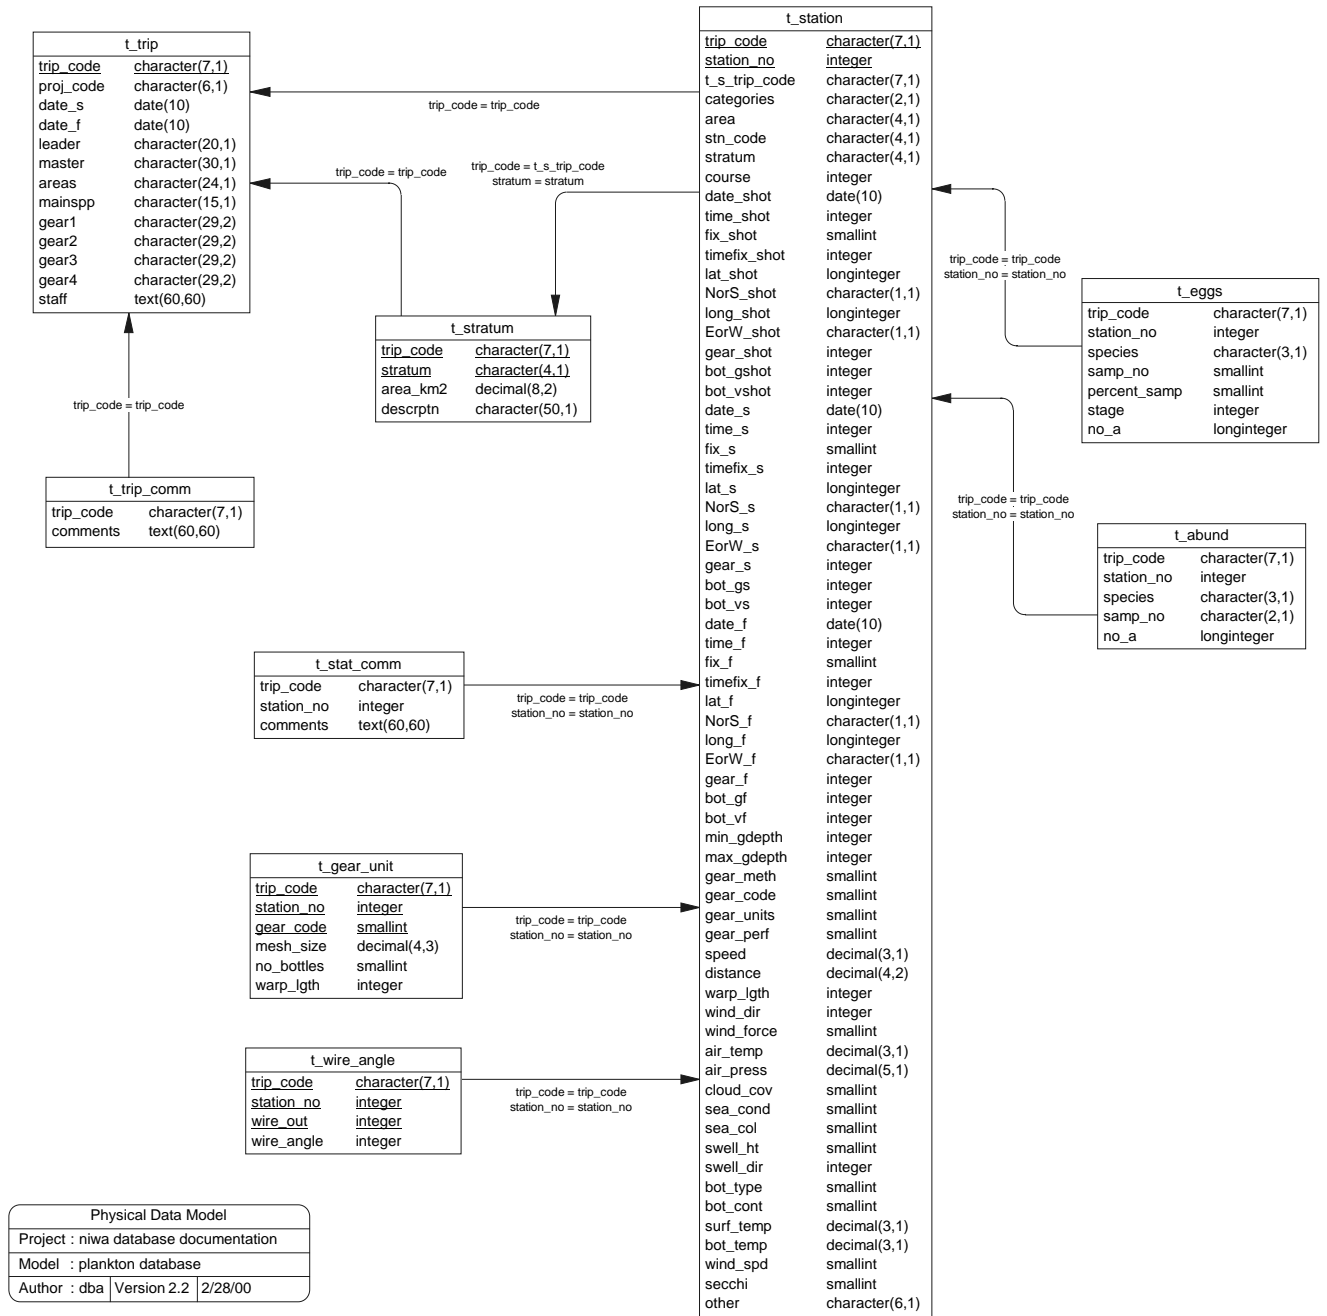 t_trip
trip_code character(7,1)
proj_code character(6,1)
date_s date(10)
date_f date(10)
leader character(20,1)
master character(30,1)
areas character(24,1)
mainspp character(15,1)
gear1 character(29,2)
gear2 character(29,2)
gear3 character(29,2)
gear4 character(29,2)
staff text(60,60)
trip_code = trip_code
trip_code = trip_code
trip_code = t_s_trip_code
stratum = stratum
t_stratum
trip_code character(7,1)
stratum character(4,1)
area_km2 decimal(8,2)
descrptn character(50,1)
trip_code = trip_code
t_trip_comm
trip_code character(7,1)
comments text(60,60)
t_stat_comm
trip_code character(7,1)
station_no integer
comments text(60,60)
trip_code = trip_code
station_no = station_no
t_gear_unit
trip_code character(7,1)
station_no integer
gear_code smallint
mesh_size decimal(4,3)
no_bottles smallint
warp_lgth integer
trip_code = trip_code
station_no = station_no
t_wire_angle
trip_code character(7,1)
station_no integer
wire_out integer
wire_angle integer
trip_code = trip_code
station_no = station_no
t_station
trip_code character(7,1)
station_no integer
t_s_trip_code character(7,1)
categories character(2,1)
area character(4,1)
stn_code character(4,1)
stratum character(4,1)
course integer
date_shot date(10)
time_shot integer
fix_shot smallint
timefix_shot integer
lat_shot longinteger
NorS_shot character(1,1)
long_shot longinteger
EorW_shot character(1,1)
gear_shot integer
bot_gshot integer
bot_vshot integer
date_s date(10)
time_s integer
fix_s smallint
timefix_s integer
lat_s longinteger
NorS_s character(1,1)
long_s longinteger
EorW_s character(1,1)
gear_s integer
bot_gs integer
bot_vs integer
date_f date(10)
time_f integer
fix_f smallint
timefix_f integer
lat_f longinteger
NorS_f character(1,1)
long_f longinteger
EorW_f character(1,1)
gear_f integer
bot_gf integer
bot_vf integer
min_gdepth integer
max_gdepth integer
gear_meth smallint
gear_code smallint
gear_units smallint
gear_perf smallint
speed decimal(3,1)
distance decimal(4,2)
warp_lgth integer
wind_dir integer
wind_force smallint
air_temp decimal(3,1)
air_press decimal(5,1)
cloud_cov smallint
sea_cond smallint
sea_col smallint
swell_ht smallint
swell_dir integer
bot_type smallint
bot_cont smallint
surf_temp decimal(3,1)
bot_temp decimal(3,1)
wind_spd smallint
secchi smallint
other character(6,1)
trip_code = trip_code
station_no = station_no
t_eggs
trip_code character(7,1)
station_no integer
species character(3,1)
samp_no smallint
percent_samp smallint
stage integer
no_a longinteger
trip_code = trip_code
station_no = station_no
t_abund
trip_code character(7,1)
station_no integer
species character(3,1)
samp_no character(2,1)
no_a longinteger
Physical Data Model
Project : niwa database documentation
Model : plankton database
Author : dba Version 2.2 2/28/00